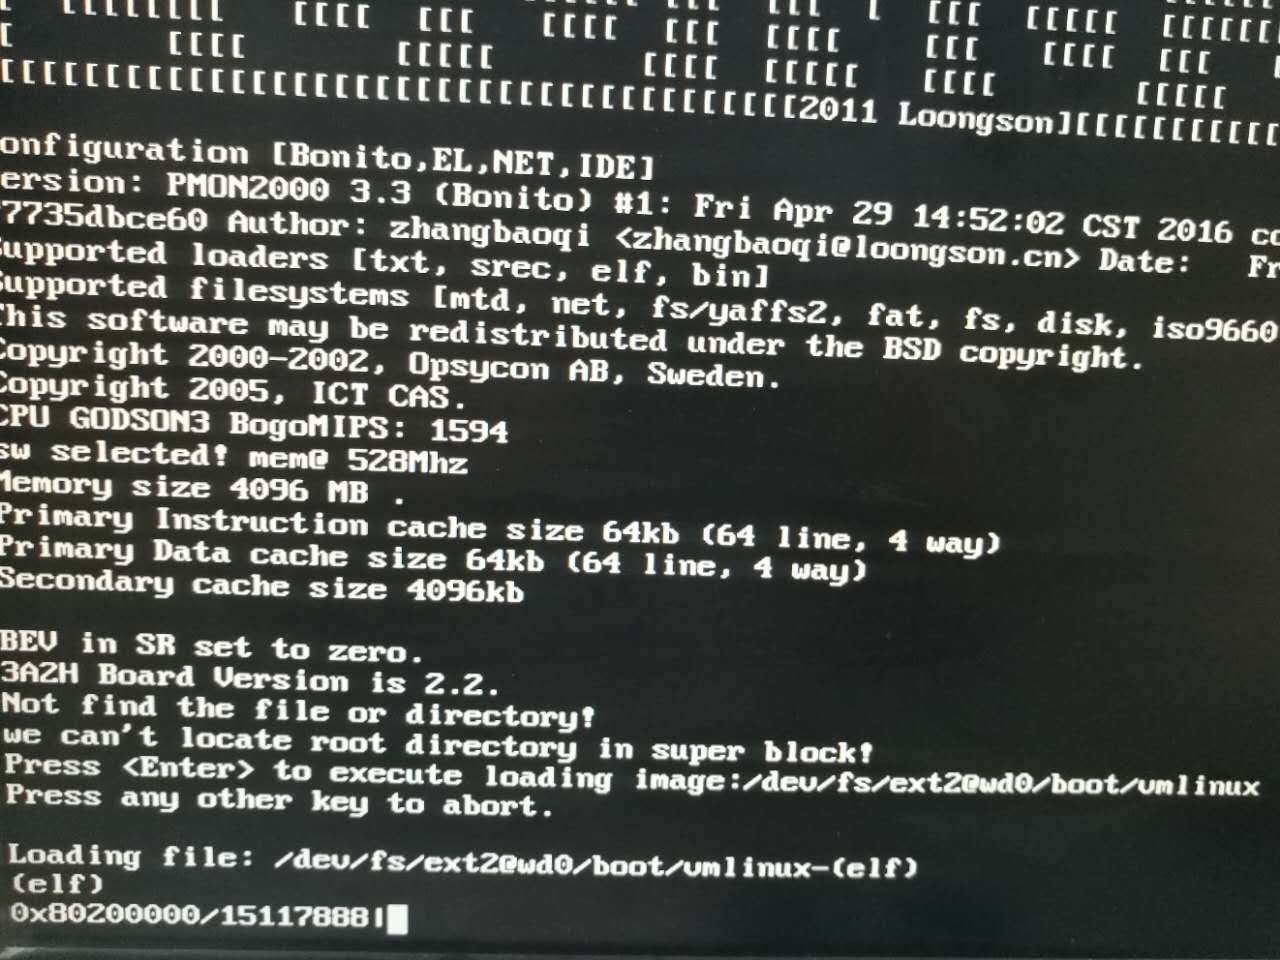 [ [[[[[[[ [[[[ [[[ [[[[ [[[ [[[ [ [[[ [[[[[ [[[[[[[
[ [[[[ [[[[[ [[[[ [[[[[ [[[ [[[[ [[[
[[[[ [[[[[
[[[[[[[[[[[[[[[[[[[[[[[[[[[[[[[[[[[[[[[[[[2011 Loongson][[[[[[[[[[[
onfiguration [Bonito,EL,NET,IDE]
ersion: PMON2000 3.3 (Bonito) #1: Fri Apr 29 14:52:02 CST 2016 co
7735dbce60 Author: zhangbaoqi <zhangbaoqi@loongson.cn> Date: Fr
Supported loaders [txt, srec, elf, bin]
Supported filesystems [mtd, net, fs/yaffs2, fat, fs, disk, iso9660
This software may be redistributed under the BSD copyright.
Copyright 2000-2002, Opsycon AB, Sweden.
Copyright 2005, ICT CAS.
CPU GODSON3 BogoMIPS: 1594
sw selected! mem@ 528Mhz
Memory size 4096 MB .
Primary Instruction cache size 64kb (64 line, 4 way)
Primary Data cache size 64kb (64 line, 4 way)
Secondary cache size 4096kb
BEV in SR set to zero.
3A2H Board Version is 2.2.
Not find the file or directory!
we can't locate root directory in super block!
Press <Enter> to execute loading image:/dev/fs/ext2@wd0/boot/vmlinux
Press any other key to abort.
Loading file: /dev/fs/ext2@wd0/boot/vmlinux-(elf)
(elf)
0x80200000/15117888|